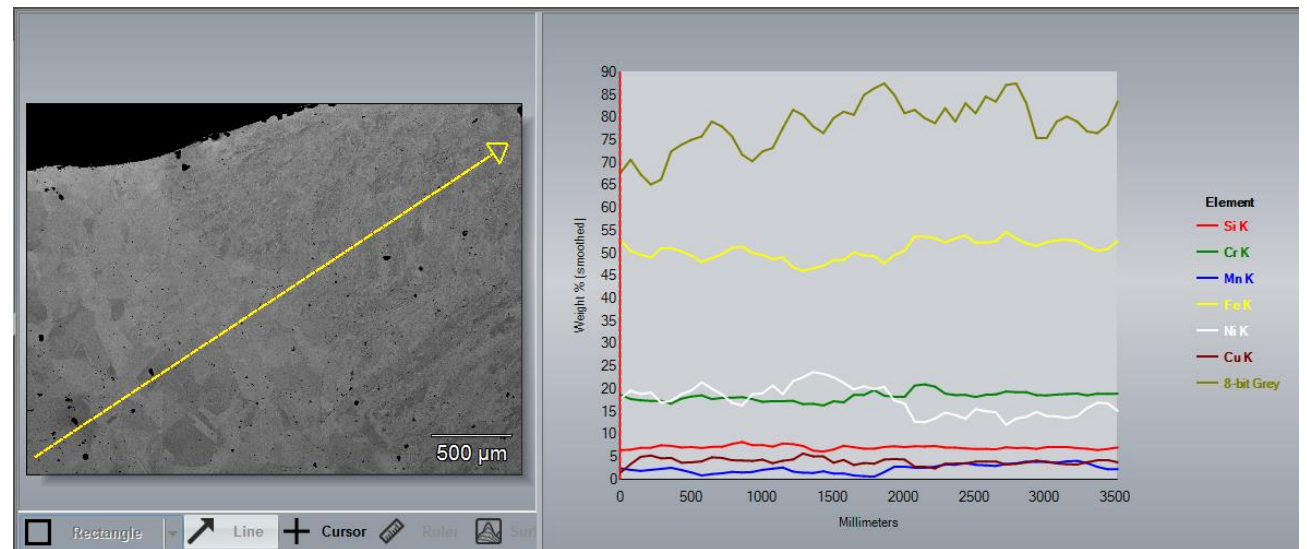 500 µm
Rectangle
Line
Cursor
Ruler
Weight % (smoothed)
90
85
80
75
70
65
60
55
50
45
40
35
30
25
20
15
10
5
0
0 500 1000 1500 2000 2500 3000 3500
Millimeters
Element
Si K
Cr K
Mn K
Fe K
Ni K
Cu K
8-bit Grey